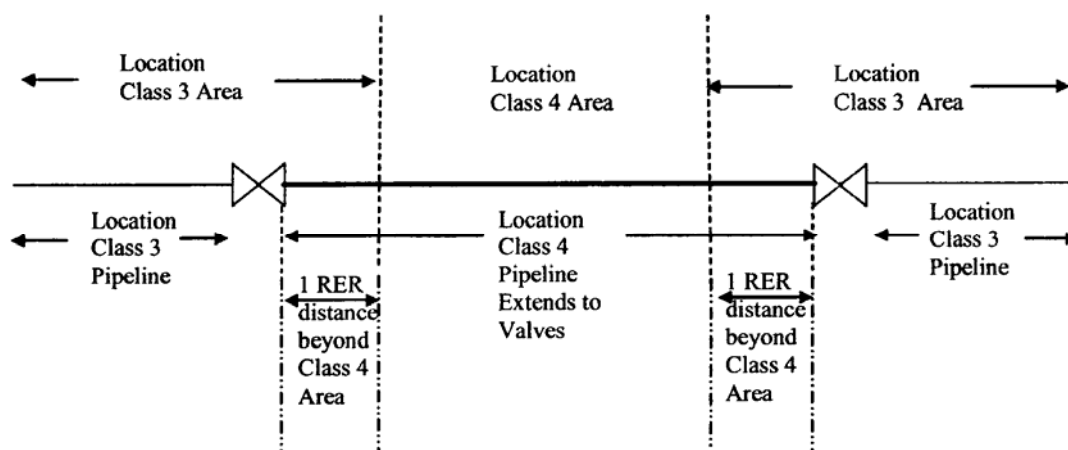 Location
Class 3 Area
Location
Class 4 Area
Location
Class 3 Area
Location
Class 3
Pipeline
Location
Class 4
Pipeline
Extends to
Valves
Location
Class 3
Pipeline
1 RER
distance
beyond
Class 4
Area
1 RER
distance
beyond
Class 4
Area